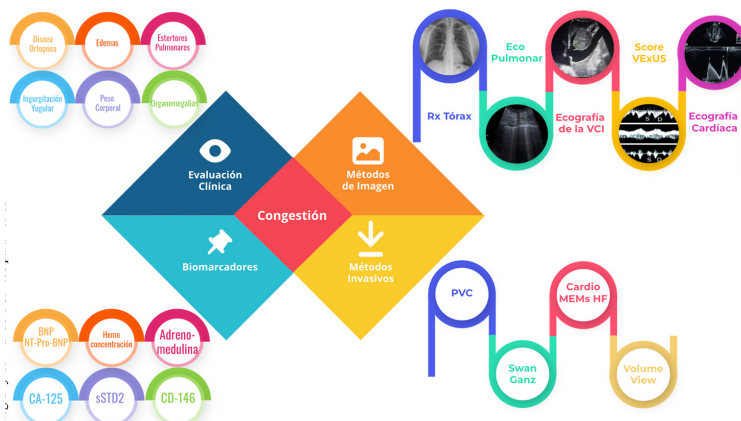 Disnea
Ortopnea
Edemas
Estertores
Pulmonares
Ingurgitación
Yugular
Peso
Corporal
Organomegalias
Evaluación
Clínica
Métodos
de Imagen
Congestión
Biomarcadores
Métodos
Invasivos
Rx Tórax
Eco
Pulmonar
Ecografía
de la VCI
Score
VExUS
Ecografía
Cardíaca
S D
S D
BNP
NT-Pro-BNP
Hemo
concentración
Adreno-
medulina
CA-125
sSTD2
CD-146
PVC
Swan
Ganz
Cardio
MEMs HF
Volume
View